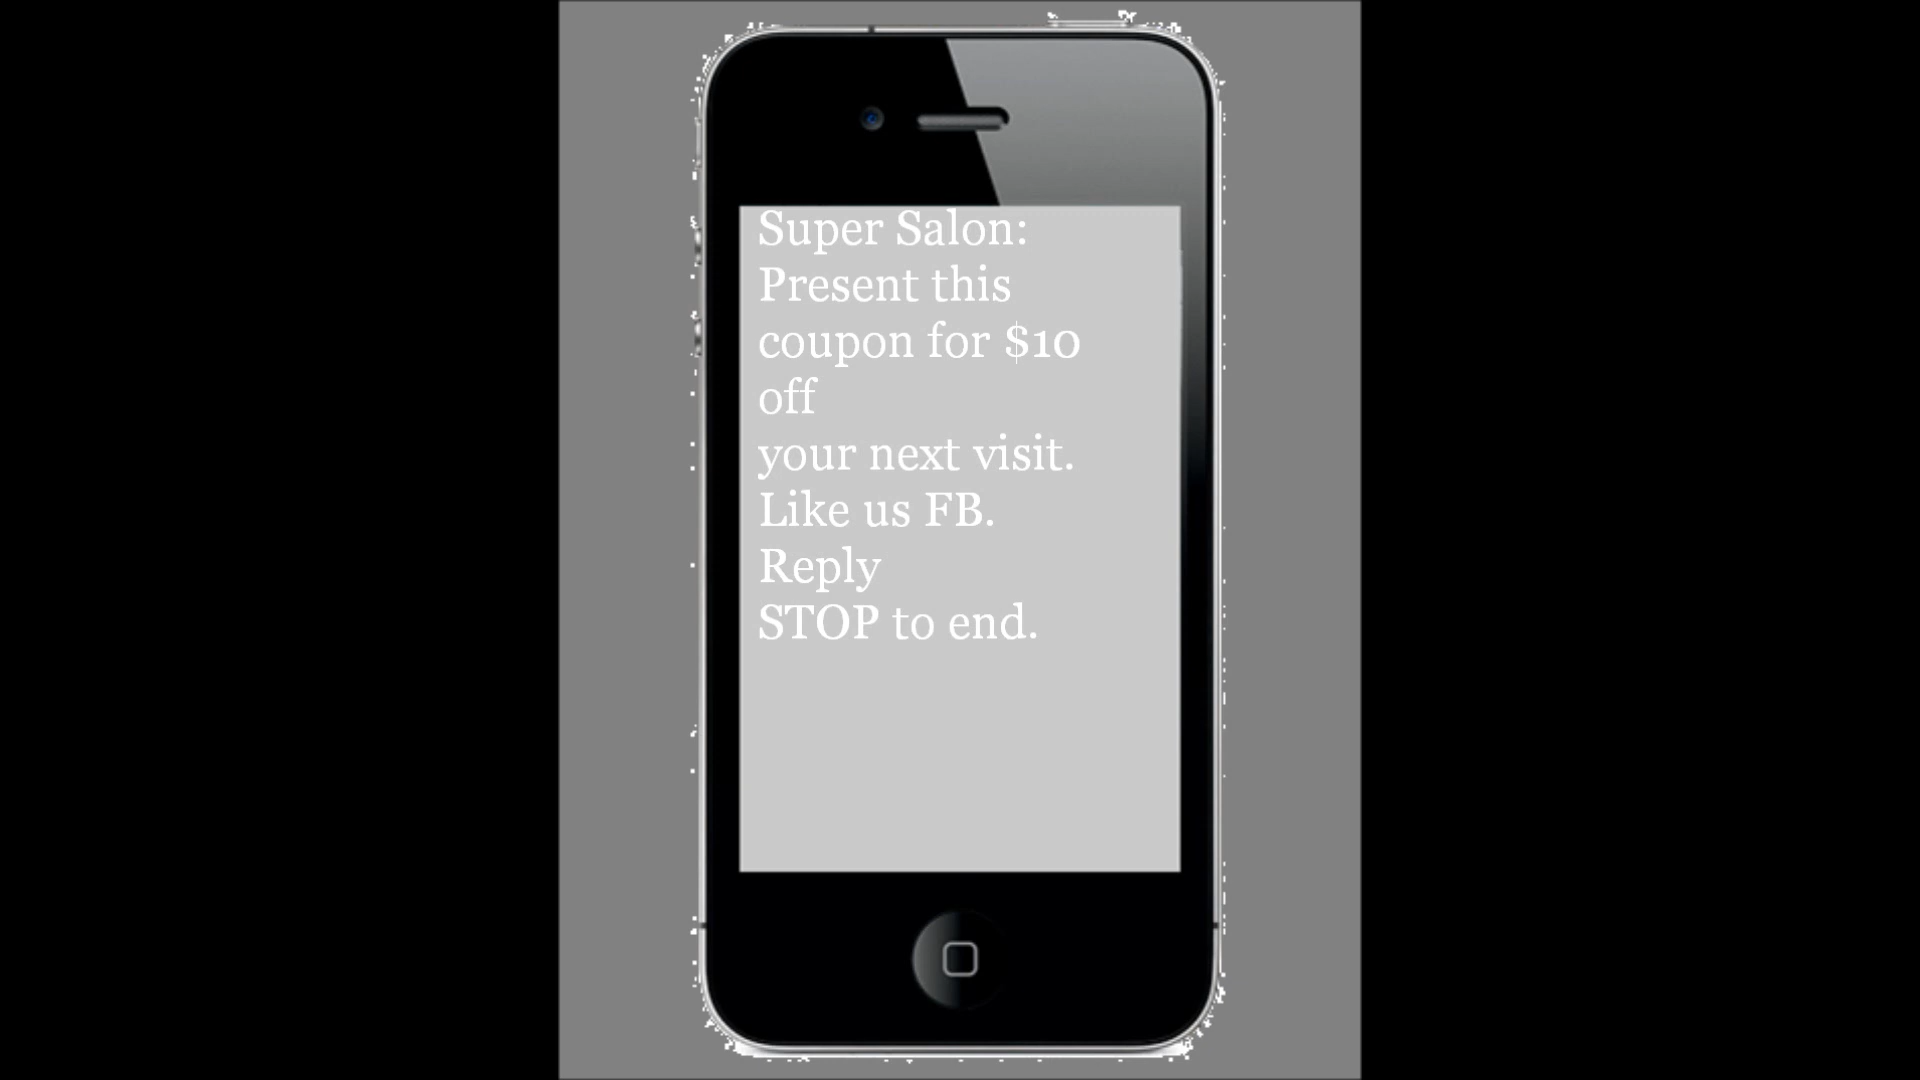 Super Salon:
Present this
coupon for $10
off
your next visit.
Like us FB.
Reply
STOP to end.